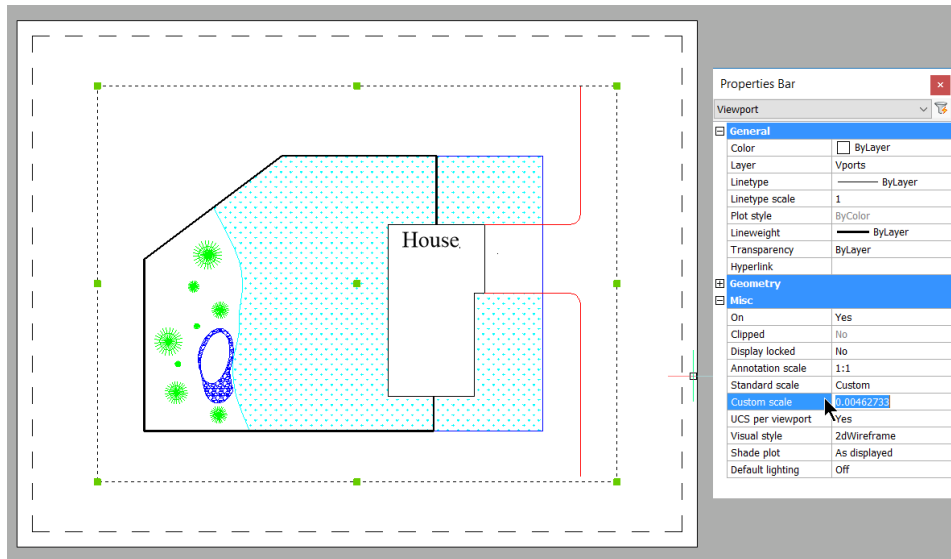 House
Properties Bar
×
Viewport
General
Color ByLayer
Layer Vports
Linetype ByLayer
Linetype scale 1
Plot style ByColor
Lineweight ByLayer
Transparency ByLayer
Hyperlink
Geometry
Misc
On Yes
Clipped No
Display locked No
Annotation scale 1:1
Standard scale Custom
Custom scale 0.00462733
UCS per viewport Yes
Visual style 2dWireframe
Shade plot As displayed
Default lighting Off